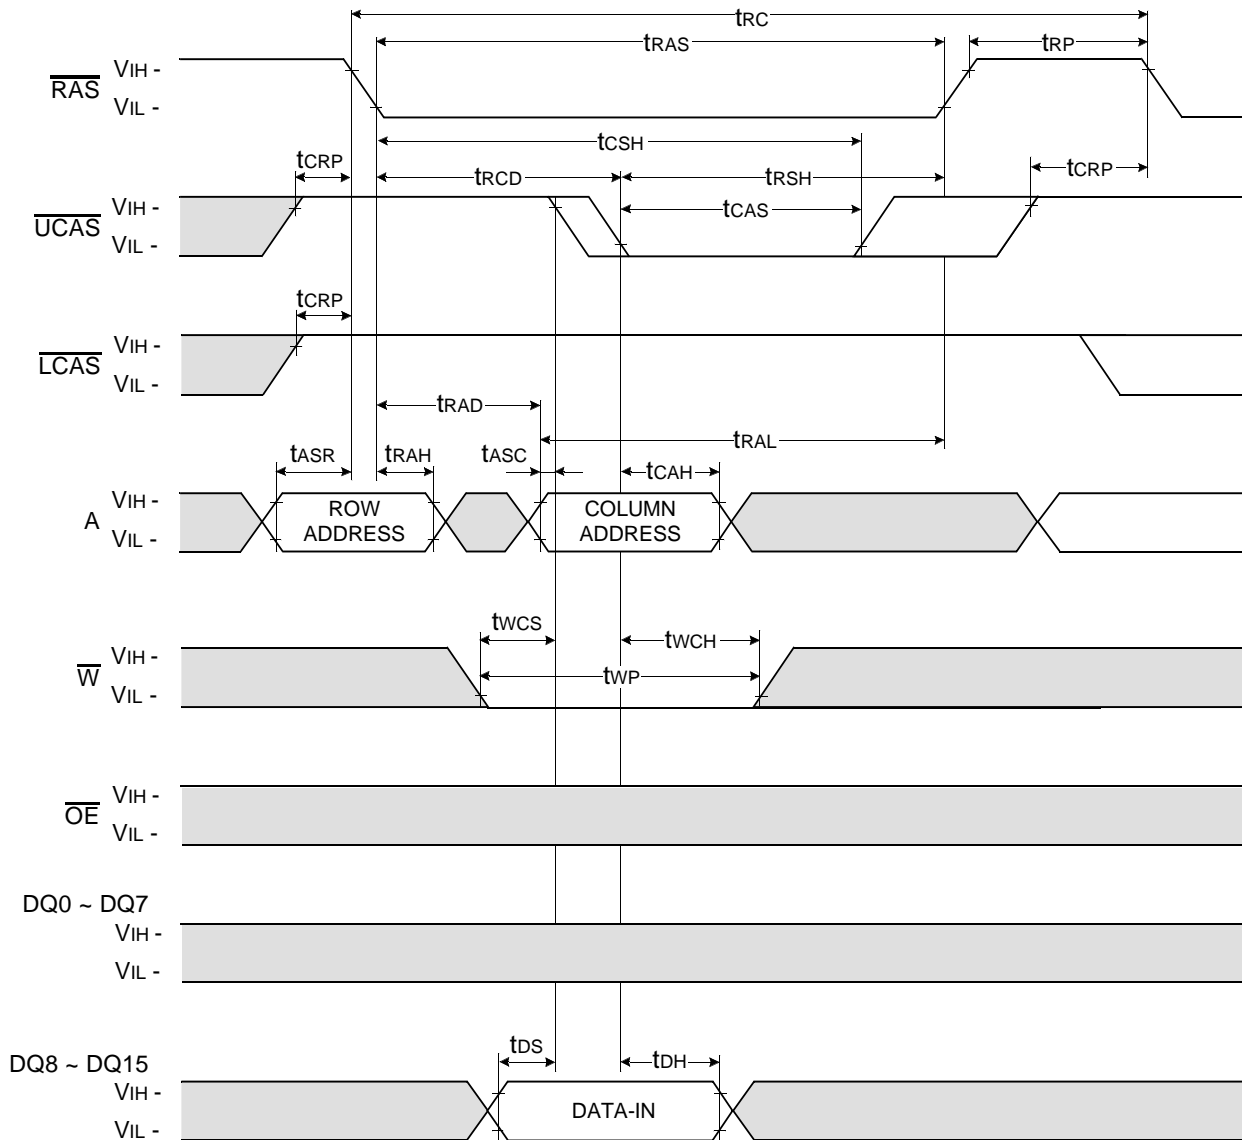 tRC
tRAS
tRP
RAS
VIH -
VIL -
tCSH
tCRP
tRCD
tRSH
tCRP
UCAS
VIH -
VIL -
tCAS
tCRP
LCAS
VIH -
VIL -
tRAD
tRAL
tASR
tRAH
tASC
tCAH
A
VIH -
VIL -
ROW
ADDRESS
COLUMN
ADDRESS
tWCS
tWCH
W
VIH -
VIL -
tWP
OE
VIH -
VIL -
DQ0 ~ DQ7
VIH -
VIL -
tDS
tDH
DQ8 ~ DQ15
VIH -
VIL -
DATA-IN